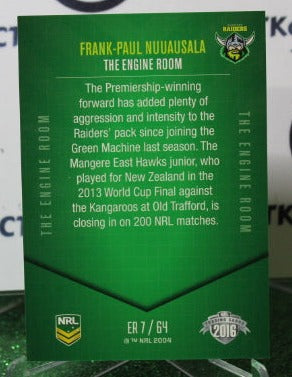 RAIDERS
FRANK-PAUL NUUAUSALA
THE ENGINE ROOM
The Premiership-winning
forward has added plenty of
aggression and intensity to the
Raiders' pack since joining the
Green Machine last season. The
Mangere East Hawks junior, who
played for New Zealand in the
2013 World Cup Final against
the Kangaroos at Old Trafford, is
closing in on 200 NRL matches.
THE ENGINE ROOM
THE ENGINE ROOM
NRL
ER 7 / 64
® ™ NRL 2004
2016